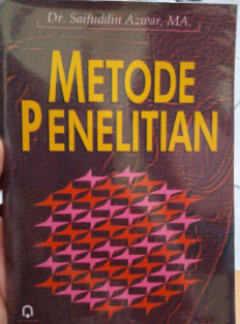 Dr. Saifuddin Azwar, MA.
METODE
PENELITIAN